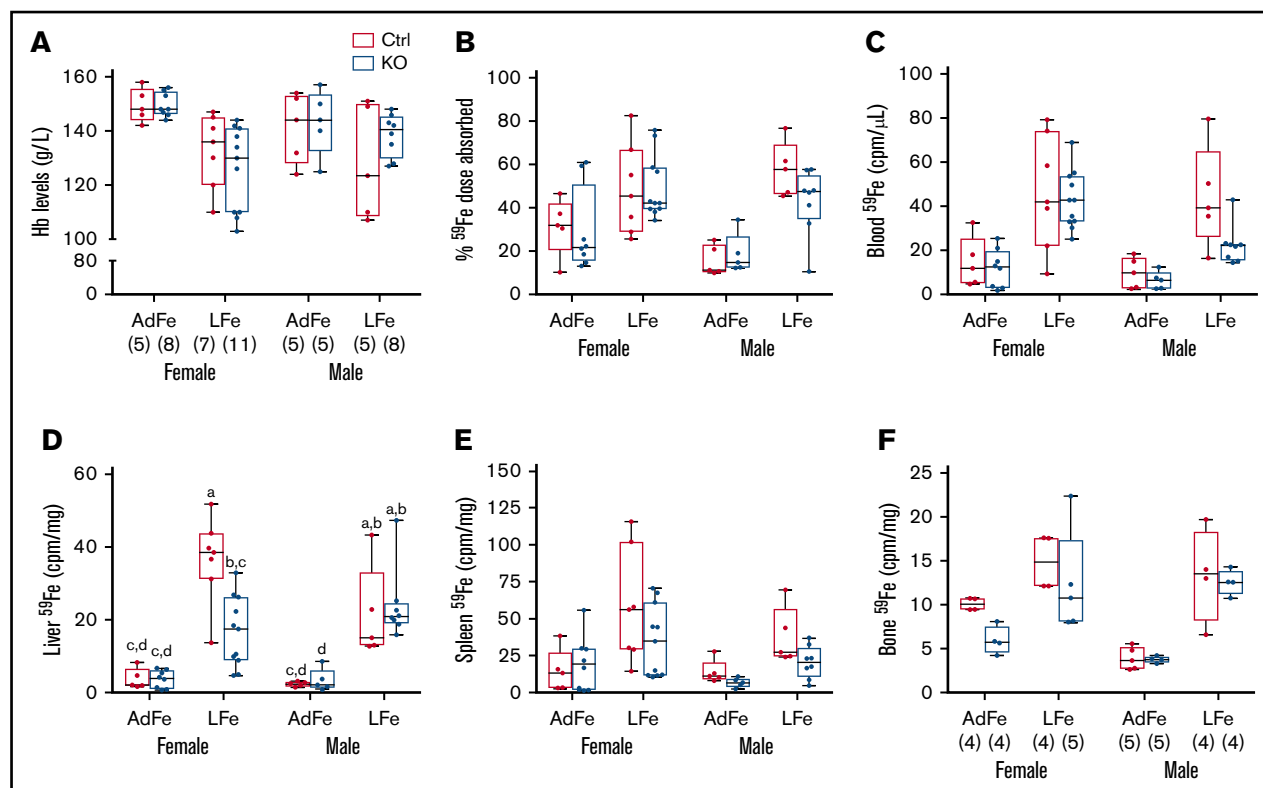 A
Ctrl
KO
Hb levels (g/L)
160
140
120
100
80
0
AdFe LFe AdFe LFe
(5) (8) (7) (11) (5) (5) (5) (8)
Female Male
B
% 59Fe dose absorbed
100
80
60
40
20
0
AdFe LFe AdFe LFe
Female Male
C
Blood 59Fe (cpm/μL)
100
80
60
40
20
0
AdFe LFe AdFe LFe
Female Male
D
Liver 59Fe (cpm/mg)
60
40
20
0
c,d c,d a b,c c,d d a,b a,b
AdFe LFe AdFe LFe
Female Male
E
Spleen 59Fe (cpm/mg)
150
125
100
75
50
25
0
AdFe LFe AdFe LFe
Female Male
F
Bone 59Fe (cpm/mg)
25
20
15
10
5
0
AdFe LFe AdFe LFe
(4) (4) (4) (5) (5) (5) (4) (4)
Female Male